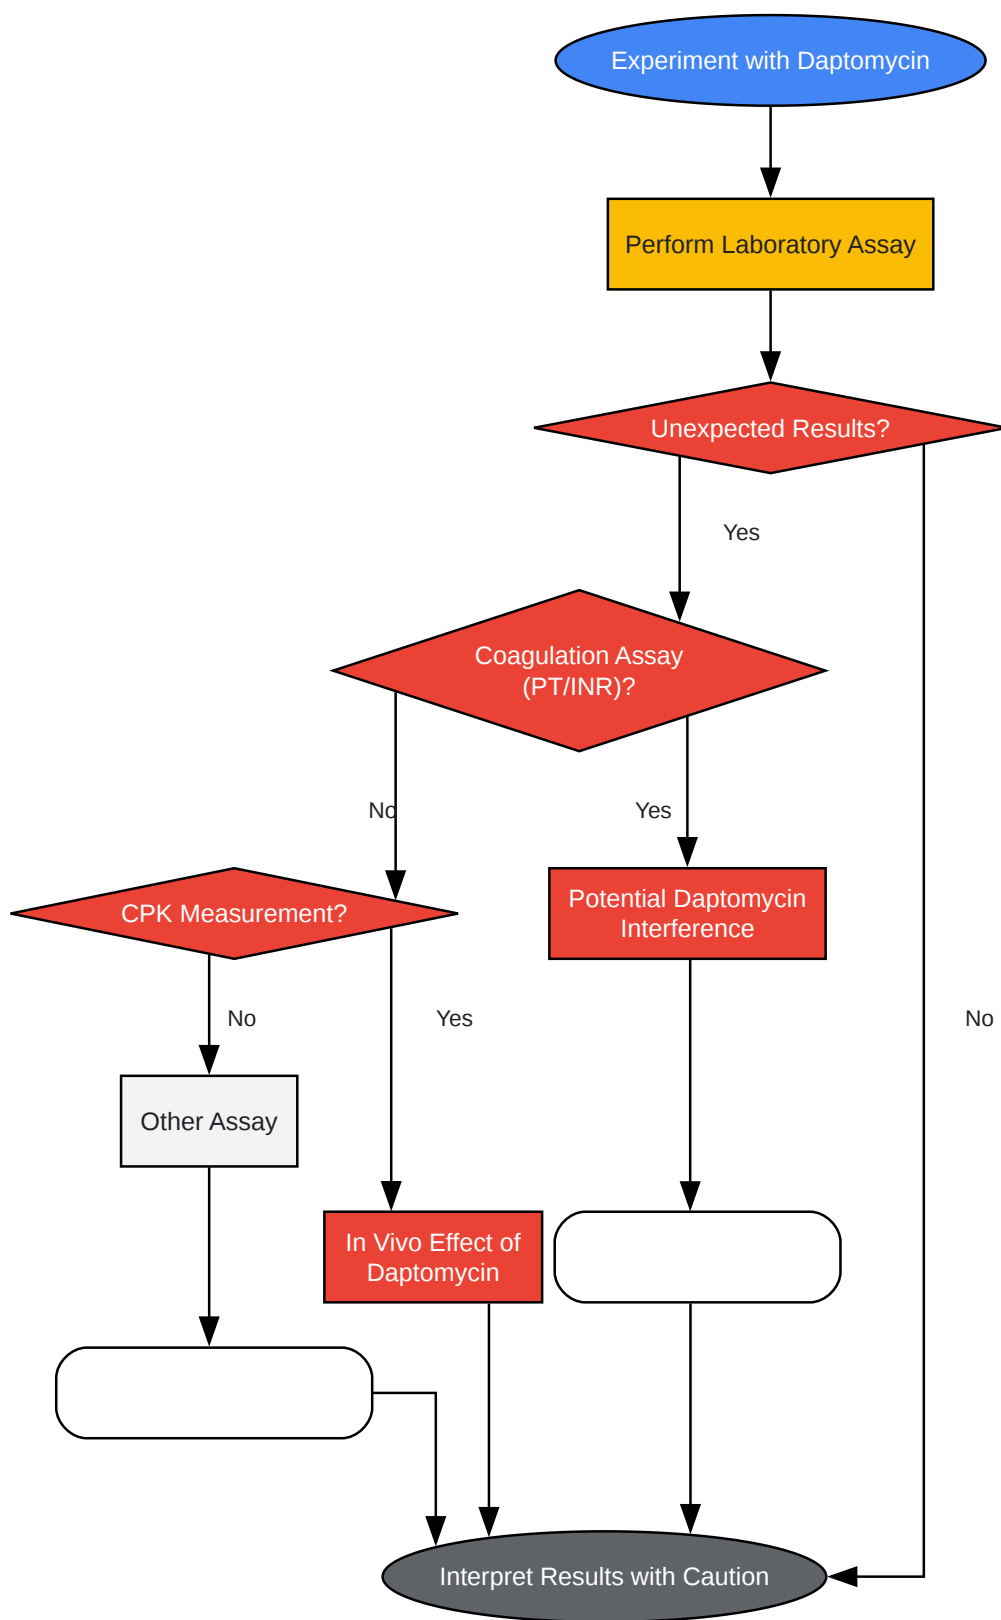 Experiment with Daptomycin
Perform Laboratory Assay
Unexpected Results?
Yes
Coagulation Assay
(PT/INR)?
No
Yes
CPK Measurement?
Potential Daptomycin
Interference
No
Yes
No
Other Assay
In Vivo Effect of
Daptomycin
Interpret Results with Caution